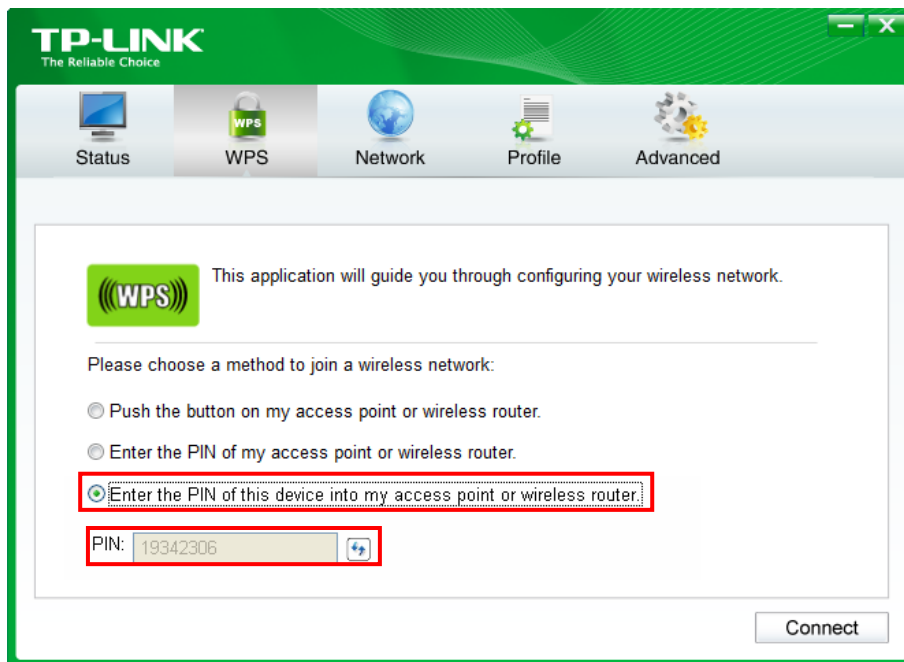 TP-LINK
The Reliable Choice
Status
WPS
WPS
Network
Profile
Advanced
(((WPS)))
This application will guide you through configuring your wireless network.
Please choose a method to join a wireless network:
Push the button on my access point or wireless router.
Enter the PIN of my access point or wireless router.
Enter the PIN of this device into my access point or wireless router.
PIN: 19342306
Connect